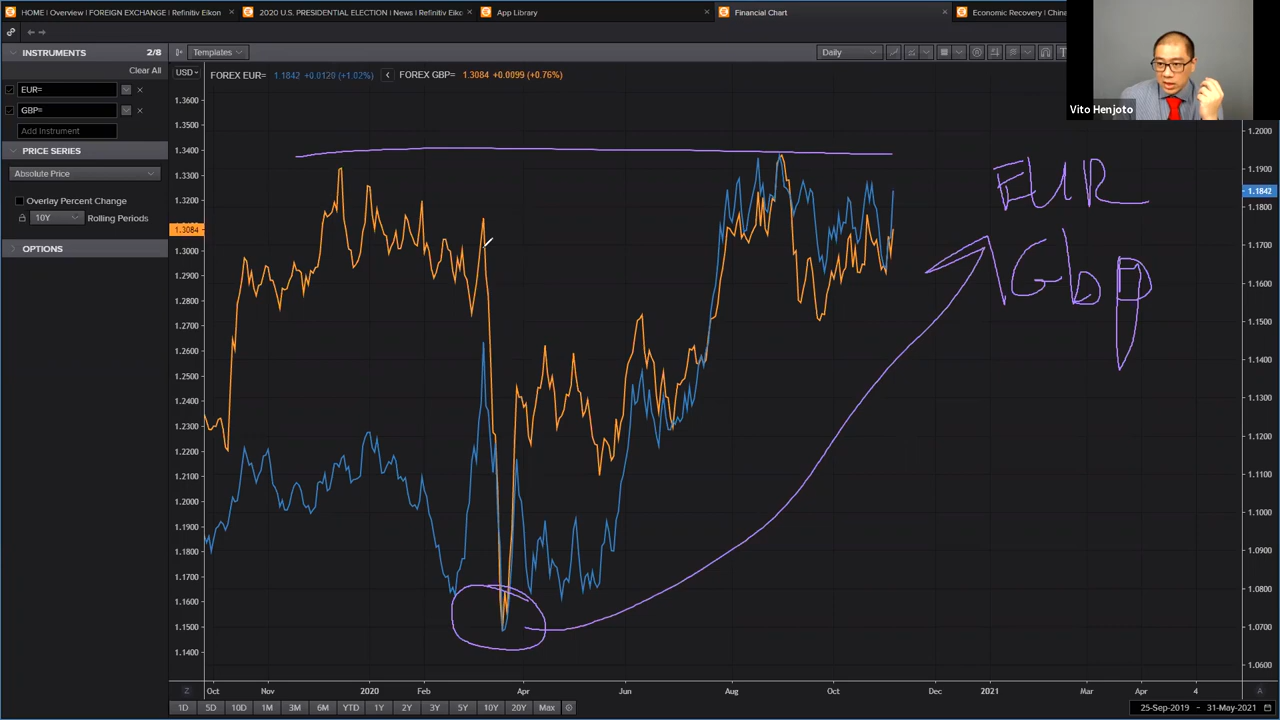 HOME | Overview | FOREIGN EXCHANGE | Refinitiv Eikon
2020 U.S. PRESIDENTIAL ELECTION | News | Refinitiv Eiko
App Library
Financial Chart
Economic Recovery | China
Vito Henjoto
INSTRUMENTS
2/8
Clear All
EUR=
GBP=
Add Instrument
PRICE SERIES
Absolute Price
Overlay Percent Change
10Y
Rolling Periods
OPTIONS
Templates
Daily
USD
FOREX EUR= 1.1842 +0.0120 (+1.02%)
FOREX GBP= 1.3084 +0.0099 (+0.76%)
1.3600
1.3500
1.3400
1.3300
1.3200
1.3084
1.3000
1.2900
1.2800
1.2700
1.2600
1.2500
1.2400
1.2300
1.2200
1.2100
1.2000
1.1900
1.1800
1.1700
1.1600
1.1500
1.1400
EUR
GBP
1.2000
1.1900
1.1842
1.1800
1.1700
1.1600
1.1500
1.1400
1.1300
1.1200
1.1100
1.1000
1.0900
1.0800
1.0700
1.0600
Z
Oct
Nov
2020
Feb
Apr
Jun
Aug
Oct
Dec
2021
Mar
Apr
4
A
1D
5D
10D
1M
3M
6M
YTD
1Y
2Y
3Y
5Y
10Y
20Y
Max
25-Sep-2019 - 31-May-2021